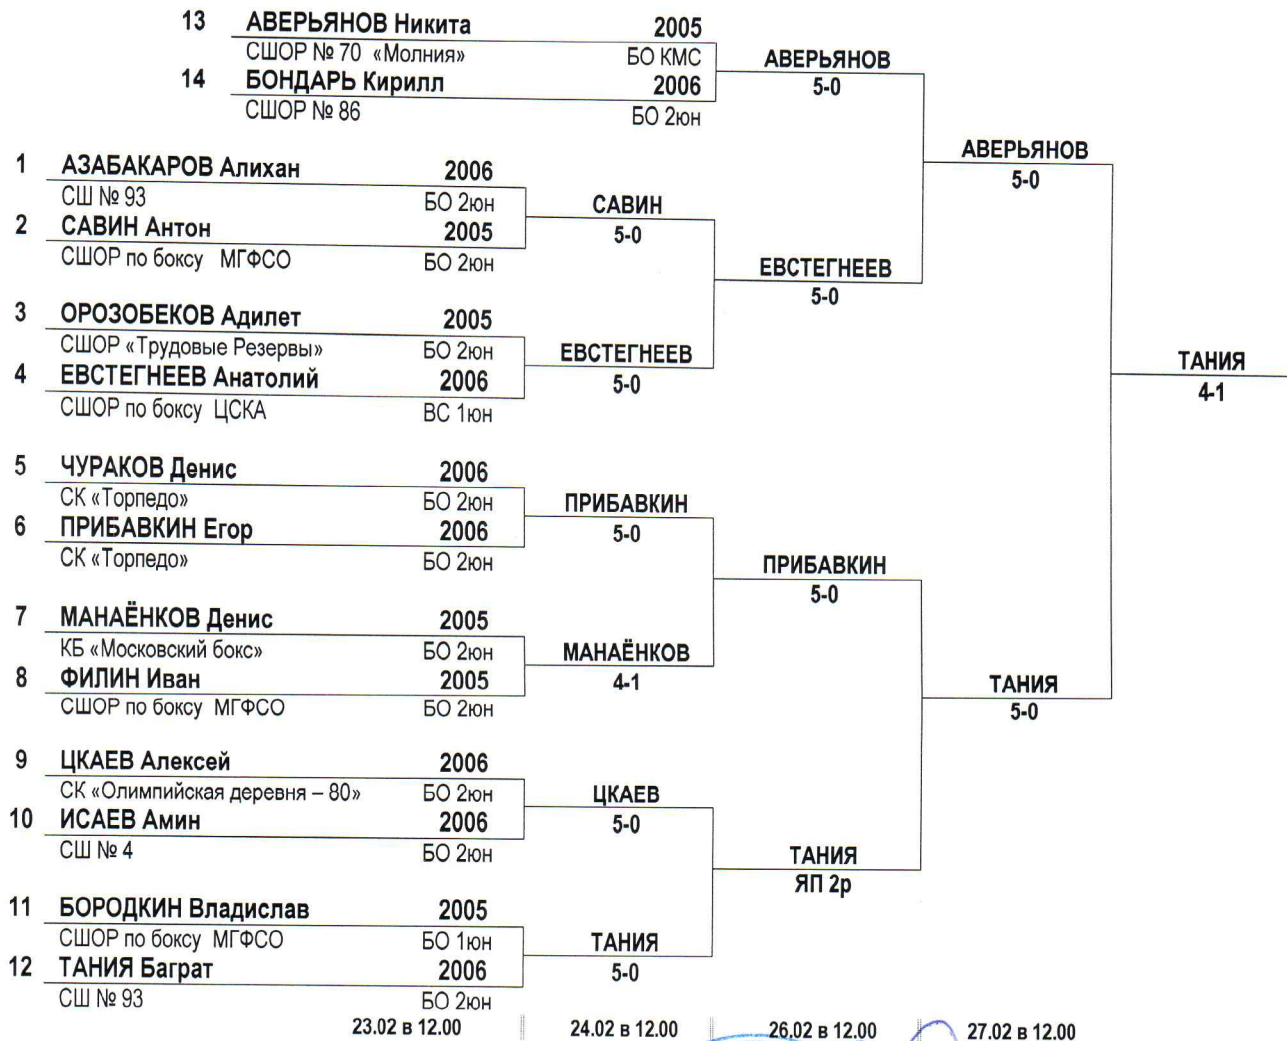 13 АВЕРЬЯНОВ Никита 2005
СШОР № 70 «Молния» БО КМС
АВЕРЬЯНОВ
5-0
14 БОНДАРЬ Кирилл 2006
СШОР № 86 БО 2юн
АВЕРЬЯНОВ
5-0
1 АЗАБАКАРОВ Алихан 2006
СШ № 93 БО 2юн
САВИН
5-0
2 САВИН Антон 2005
СШОР по боксу МГФСО БО 2юн
ЕВСТЕГНЕЕВ
5-0
3 ОРОЗОБЕКОВ Адилет 2005
СШОР «Трудовые Резервы» БО 2юн
ЕВСТЕГНЕЕВ
5-0
4 ЕВСТЕГНЕЕВ Анатолий 2006
СШОР по боксу ЦСКА ВС 1юн
ТАНИЯ
4-1
5 ЧУРАКОВ Денис 2006
СК «Торпедо» БО 2юн
ПРИБАВКИН
5-0
6 ПРИБАВКИН Егор 2006
СК «Торпедо» БО 2юн
ПРИБАВКИН
5-0
7 МАНАЁНКОВ Денис 2005
КБ «Московский бокс» БО 2юн
МАНАЁНКОВ
4-1
8 ФИЛИН Иван 2005
СШОР по боксу МГФСО БО 2юн
ТАНИЯ
5-0
9 ЦКАЕВ Алексей 2006
СК «Олимпийская деревня – 80» БО 2юн
ЦКАЕВ
5-0
10 ИСАЕВ Амин 2006
СШ № 4 БО 2юн
ТАНИЯ
ЯП 2р
11 БОРОДКИН Владислав 2005
СШОР по боксу МГФСО БО 1юн
ТАНИЯ
5-0
12 ТАНИЯ Баграт 2006
СШ № 93 БО 2юн
23.02 в 12.00 24.02 в 12.00 26.02 в 12.00 27.02 в 12.00